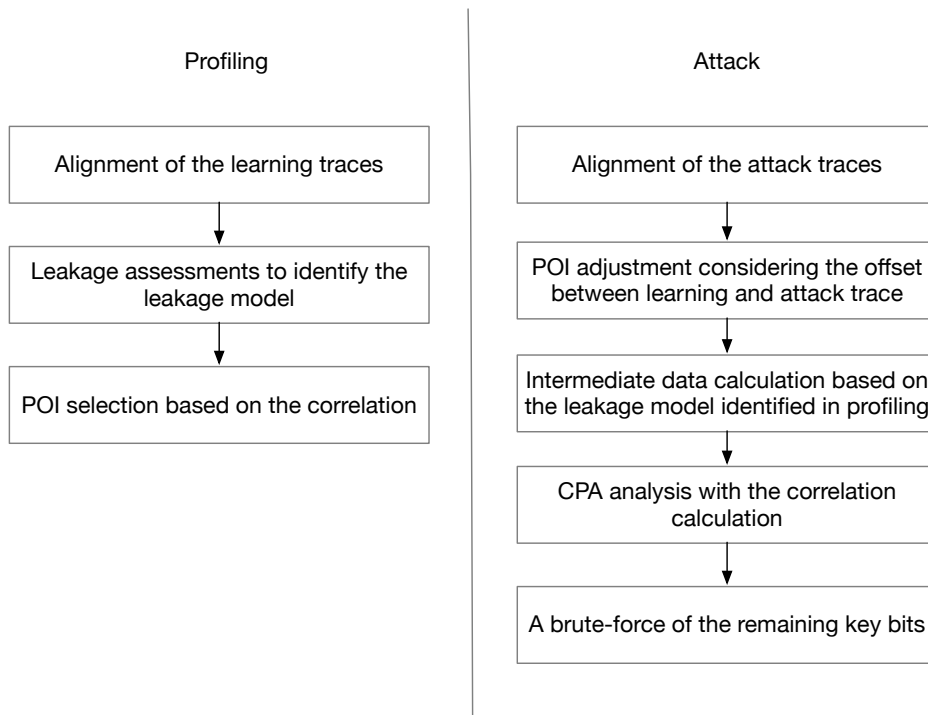 Profiling
Alignment of the learning traces
Leakage assessments to identify the
leakage model
POI selection based on the correlation
Attack
Alignment of the attack traces
POI adjustment considering the offset
between learning and attack trace
Intermediate data calculation based on
the leakage model identified in profiling
CPA analysis with the correlation
calculation
A brute-force of the remaining key bits